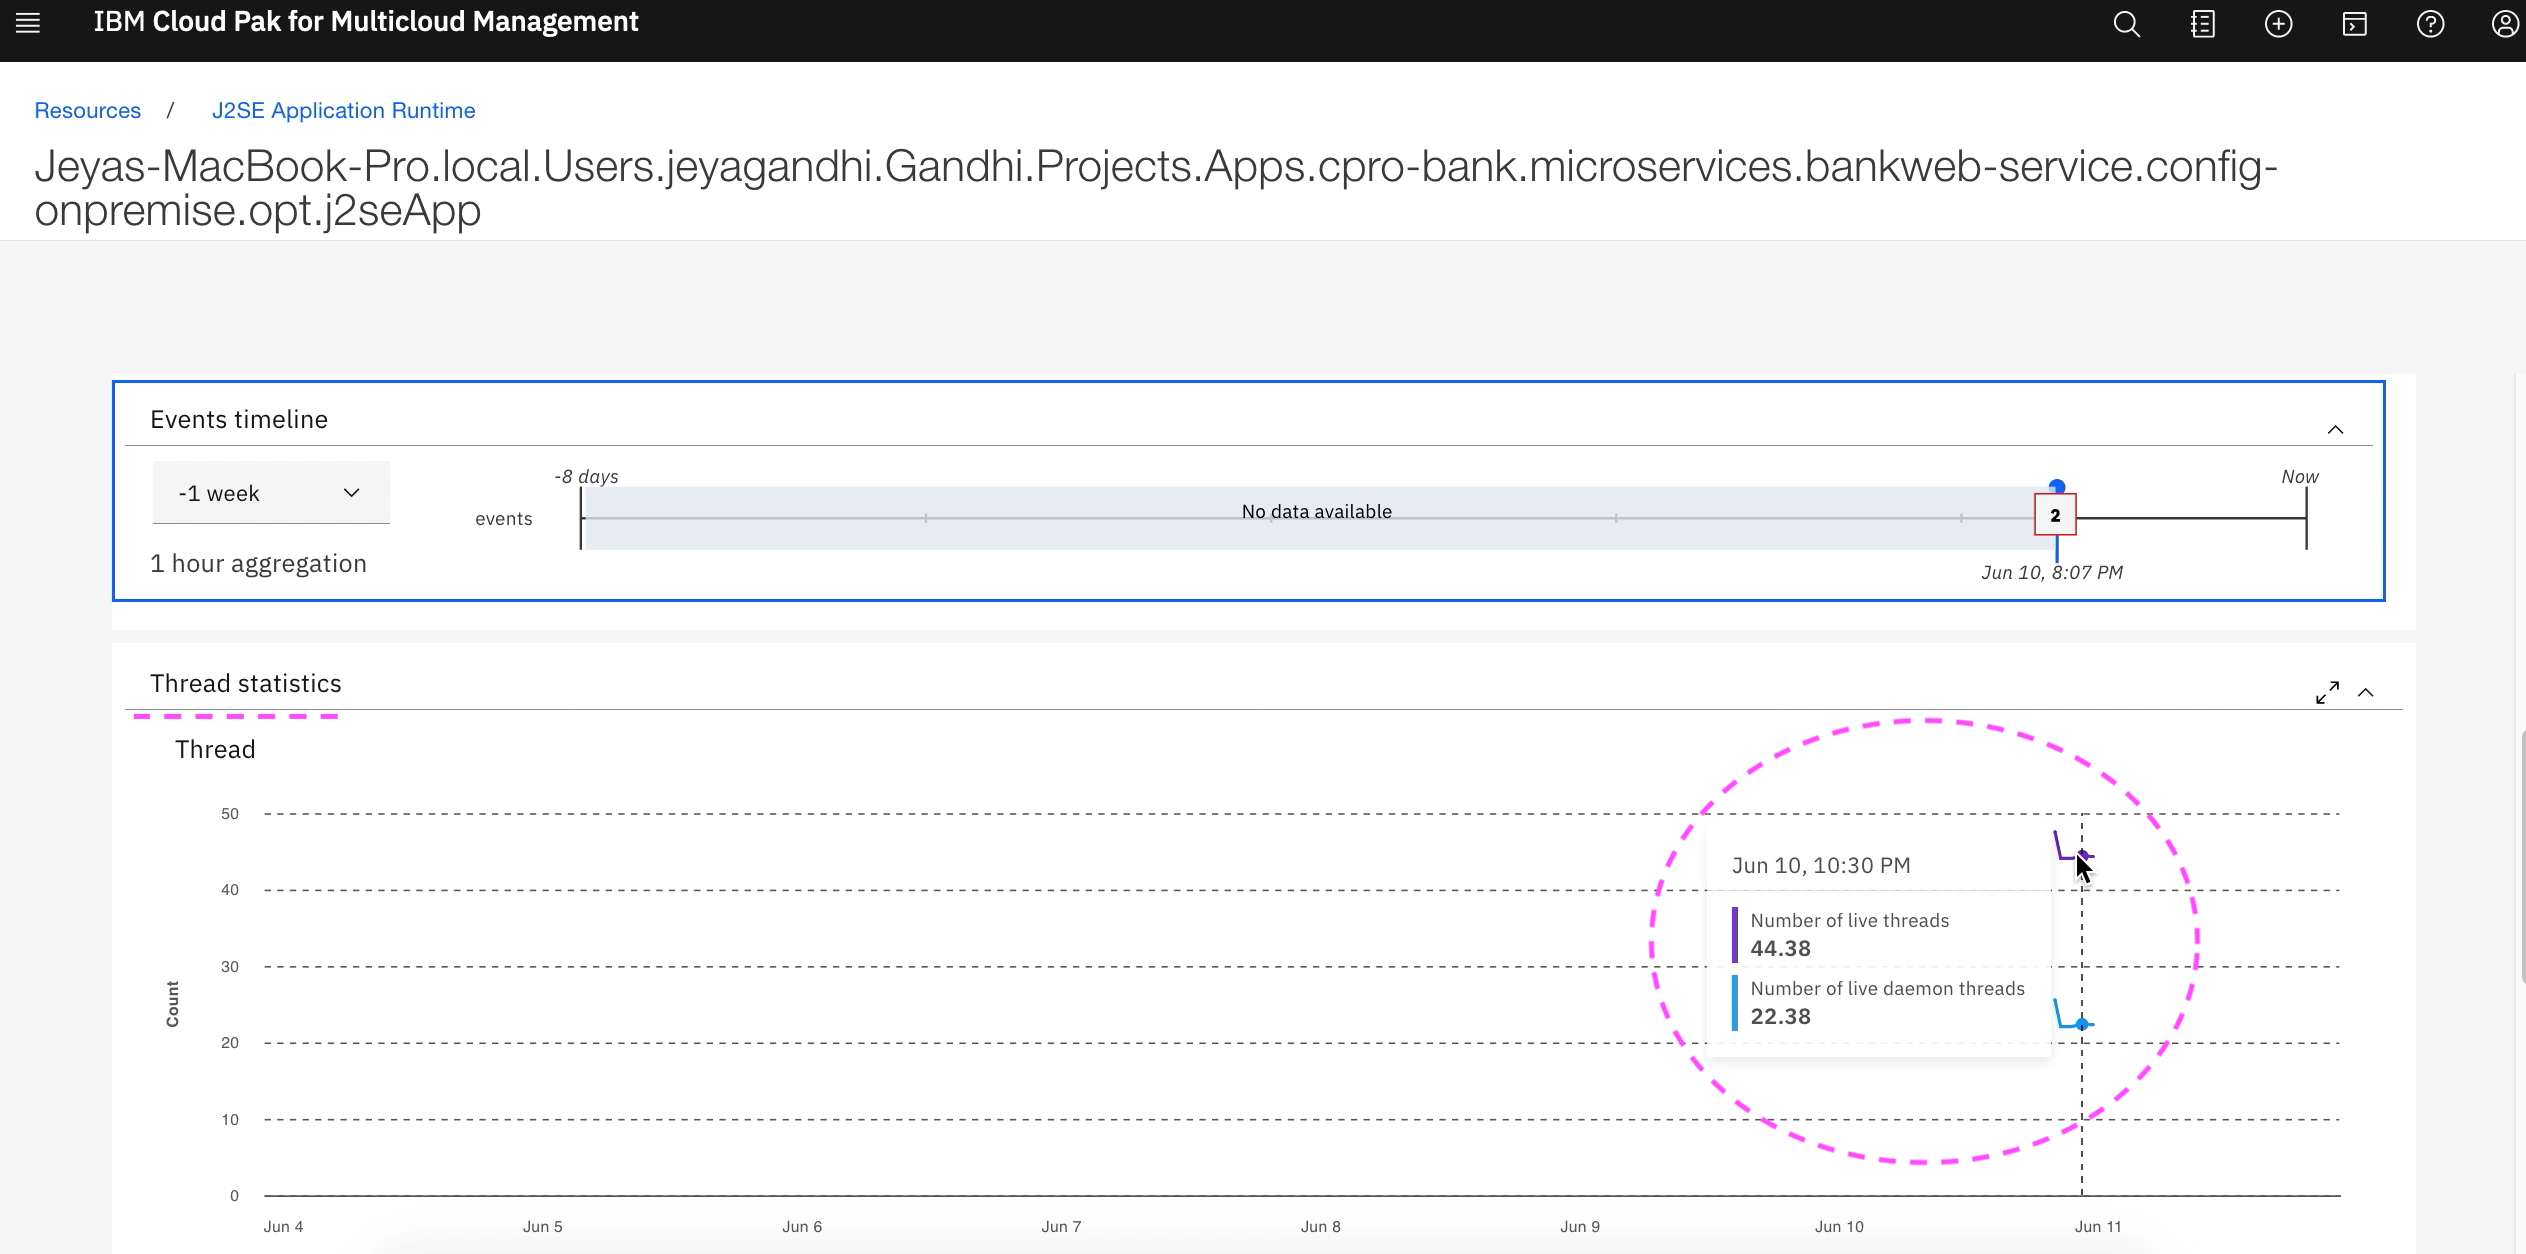 IBM Cloud Pak for Multicloud Management
Resources / J2SE Application Runtime
Jeyas-MacBook-Pro.local.Users.jeyagandhi.Gandhi.Projects.Apps.cpro-bank.microservices.bankweb-service.config-
onpremise.opt.j2seApp
Events timeline
-1 week
1 hour aggregation
-8 days
Now
events
No data available
2
Jun 10, 8:07 PM
Thread statistics
Thread
Count
50
40
30
20
10
0
Jun 10, 10:30 PM
Number of live threads
44.38
Number of live daemon threads
22.38
Jun 4 Jun 5 Jun 6 Jun 7 Jun 8 Jun 9 Jun 10 Jun 11